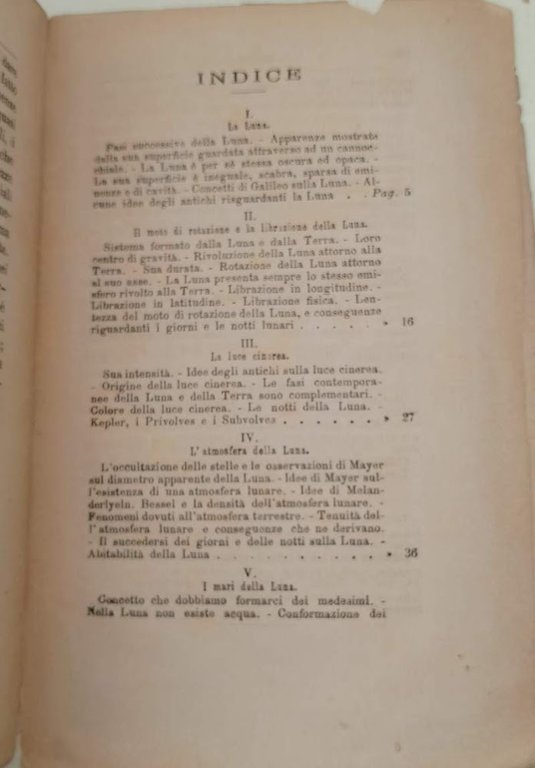 dare
fatto
INDICE
I.
La Luna.
Fasi successive della Luna. - Apparenze mostrate
dalla sua superficie guardata attraverso ad un cannoc-
chiale. - La Luna è per sè stessa oscura ed opaca. -
La sua superficie è ineguale, scabra, sparsa di emi-
nenze e di cavità. - Concetti di Galileo sulla Luna. - Al-
cune idee degli antichi risguardanti la Luna . . Pag. 5
II.
Il moto di rotazione e la librazione della Luna.
Sistema formato dalla Luna e dalla Terra. - Loro
centro di gravità. - Rivoluzione della Luna attorno alla
Terra. - Sua durata. - Rotazione della Luna attorno
al suo asse. - La Luna presenta sempre lo stesso emi-
sfero rivolto alla Terra. - Librazione in longitudine. -
Librazione in latitudine. - Librazione fisica. - Len-
tezza del moto di rotazione della Luna, e conseguenze
riguardanti i giorni e le notti lunari . . . . . » 16
III.
La luce cinerea.
Sua intensità. - Idee degli antichi sulla luce cinerea.
- Origine della luce cinerea. - Le fasi contempora-
nee della Luna e della Terra sono complementari. -
Colore della luce cinerea. - Le notti della Luna. -
Kepler, i Privolves e i Subvolves . . . . . . » 27
IV.
L'atmosfera della Luna.
L'occultazione delle stelle e le osservazioni di Mayer
sul diametro apparente della Luna. - Idee di Mayer sul-
l'esistenza di una atmosfera lunare. - Idee di Melan-
derlyeln. Bessel e la densità dell'atmosfera lunare. -
Fenomeni dovuti all'atmosfera terrestre. - Tenuità del-
l'atmosfera lunare e conseguenze che ne derivano.
- Il succedersi dei giorni e delle notti sulla Luna. -
Abitabilità della Luna . . . . . . . . . . . » 36
V.
I mari della Luna.
Concetto che dobbiamo formarci dei medesimi. -
Nella Luna non esiste acqua. - Conformazione dei